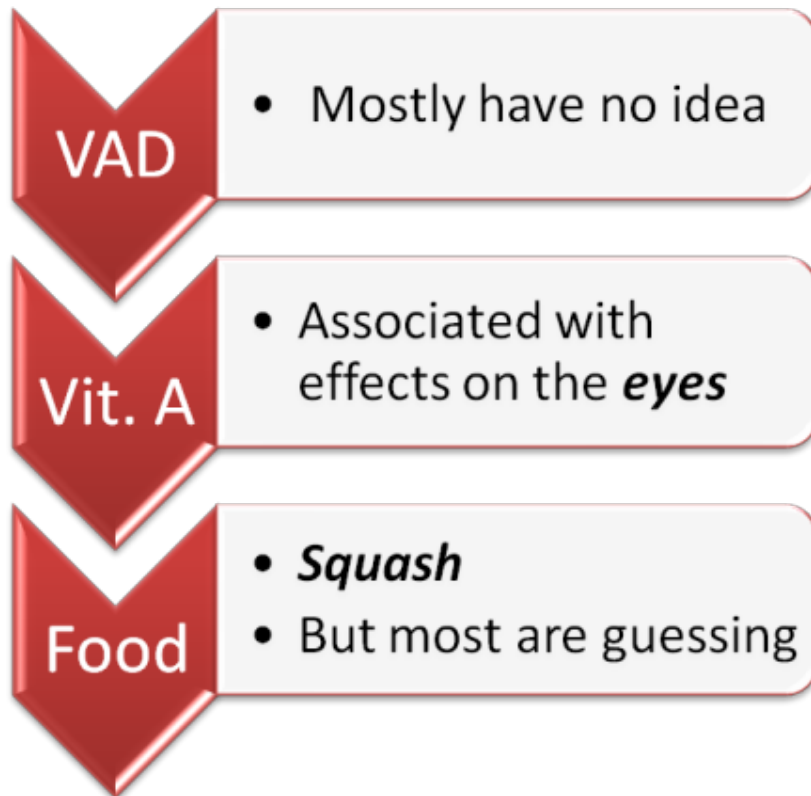 VAD
• Mostly have no idea
Vit. A
• Associated with
effects on the eyes
Food
• Squash
• But most are guessing